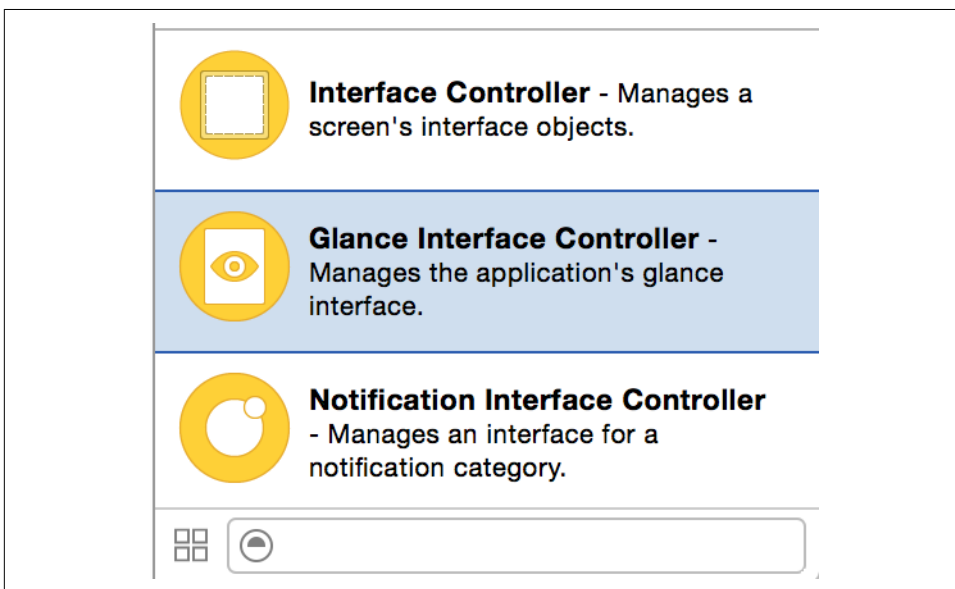 Interface Controller - Manages a
screen's interface objects.
Glance Interface Controller -
Manages the application's glance
interface.
Notification Interface Controller
- Manages an interface for a
notification category.